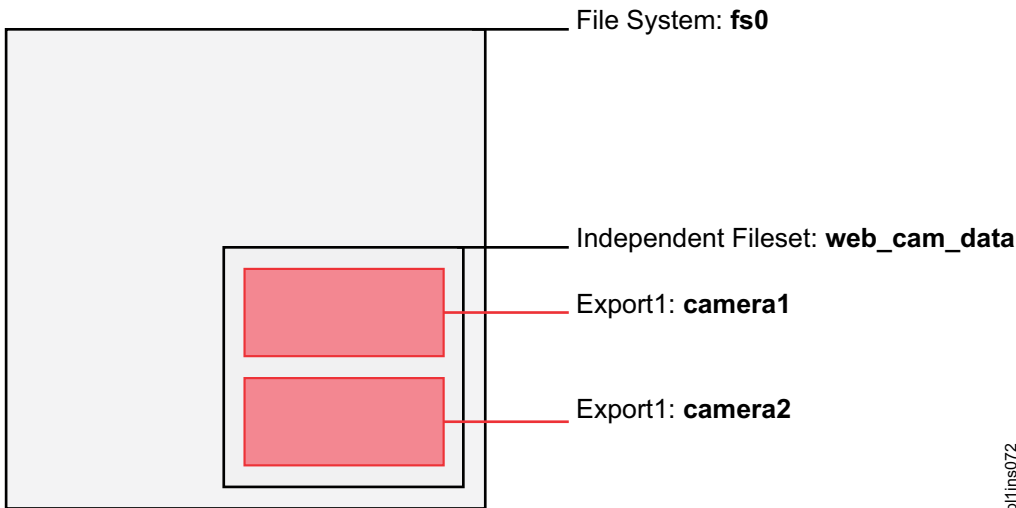 File System: fs0
Independent Fileset: web_cam_data
Export1: camera1
Export1: camera2